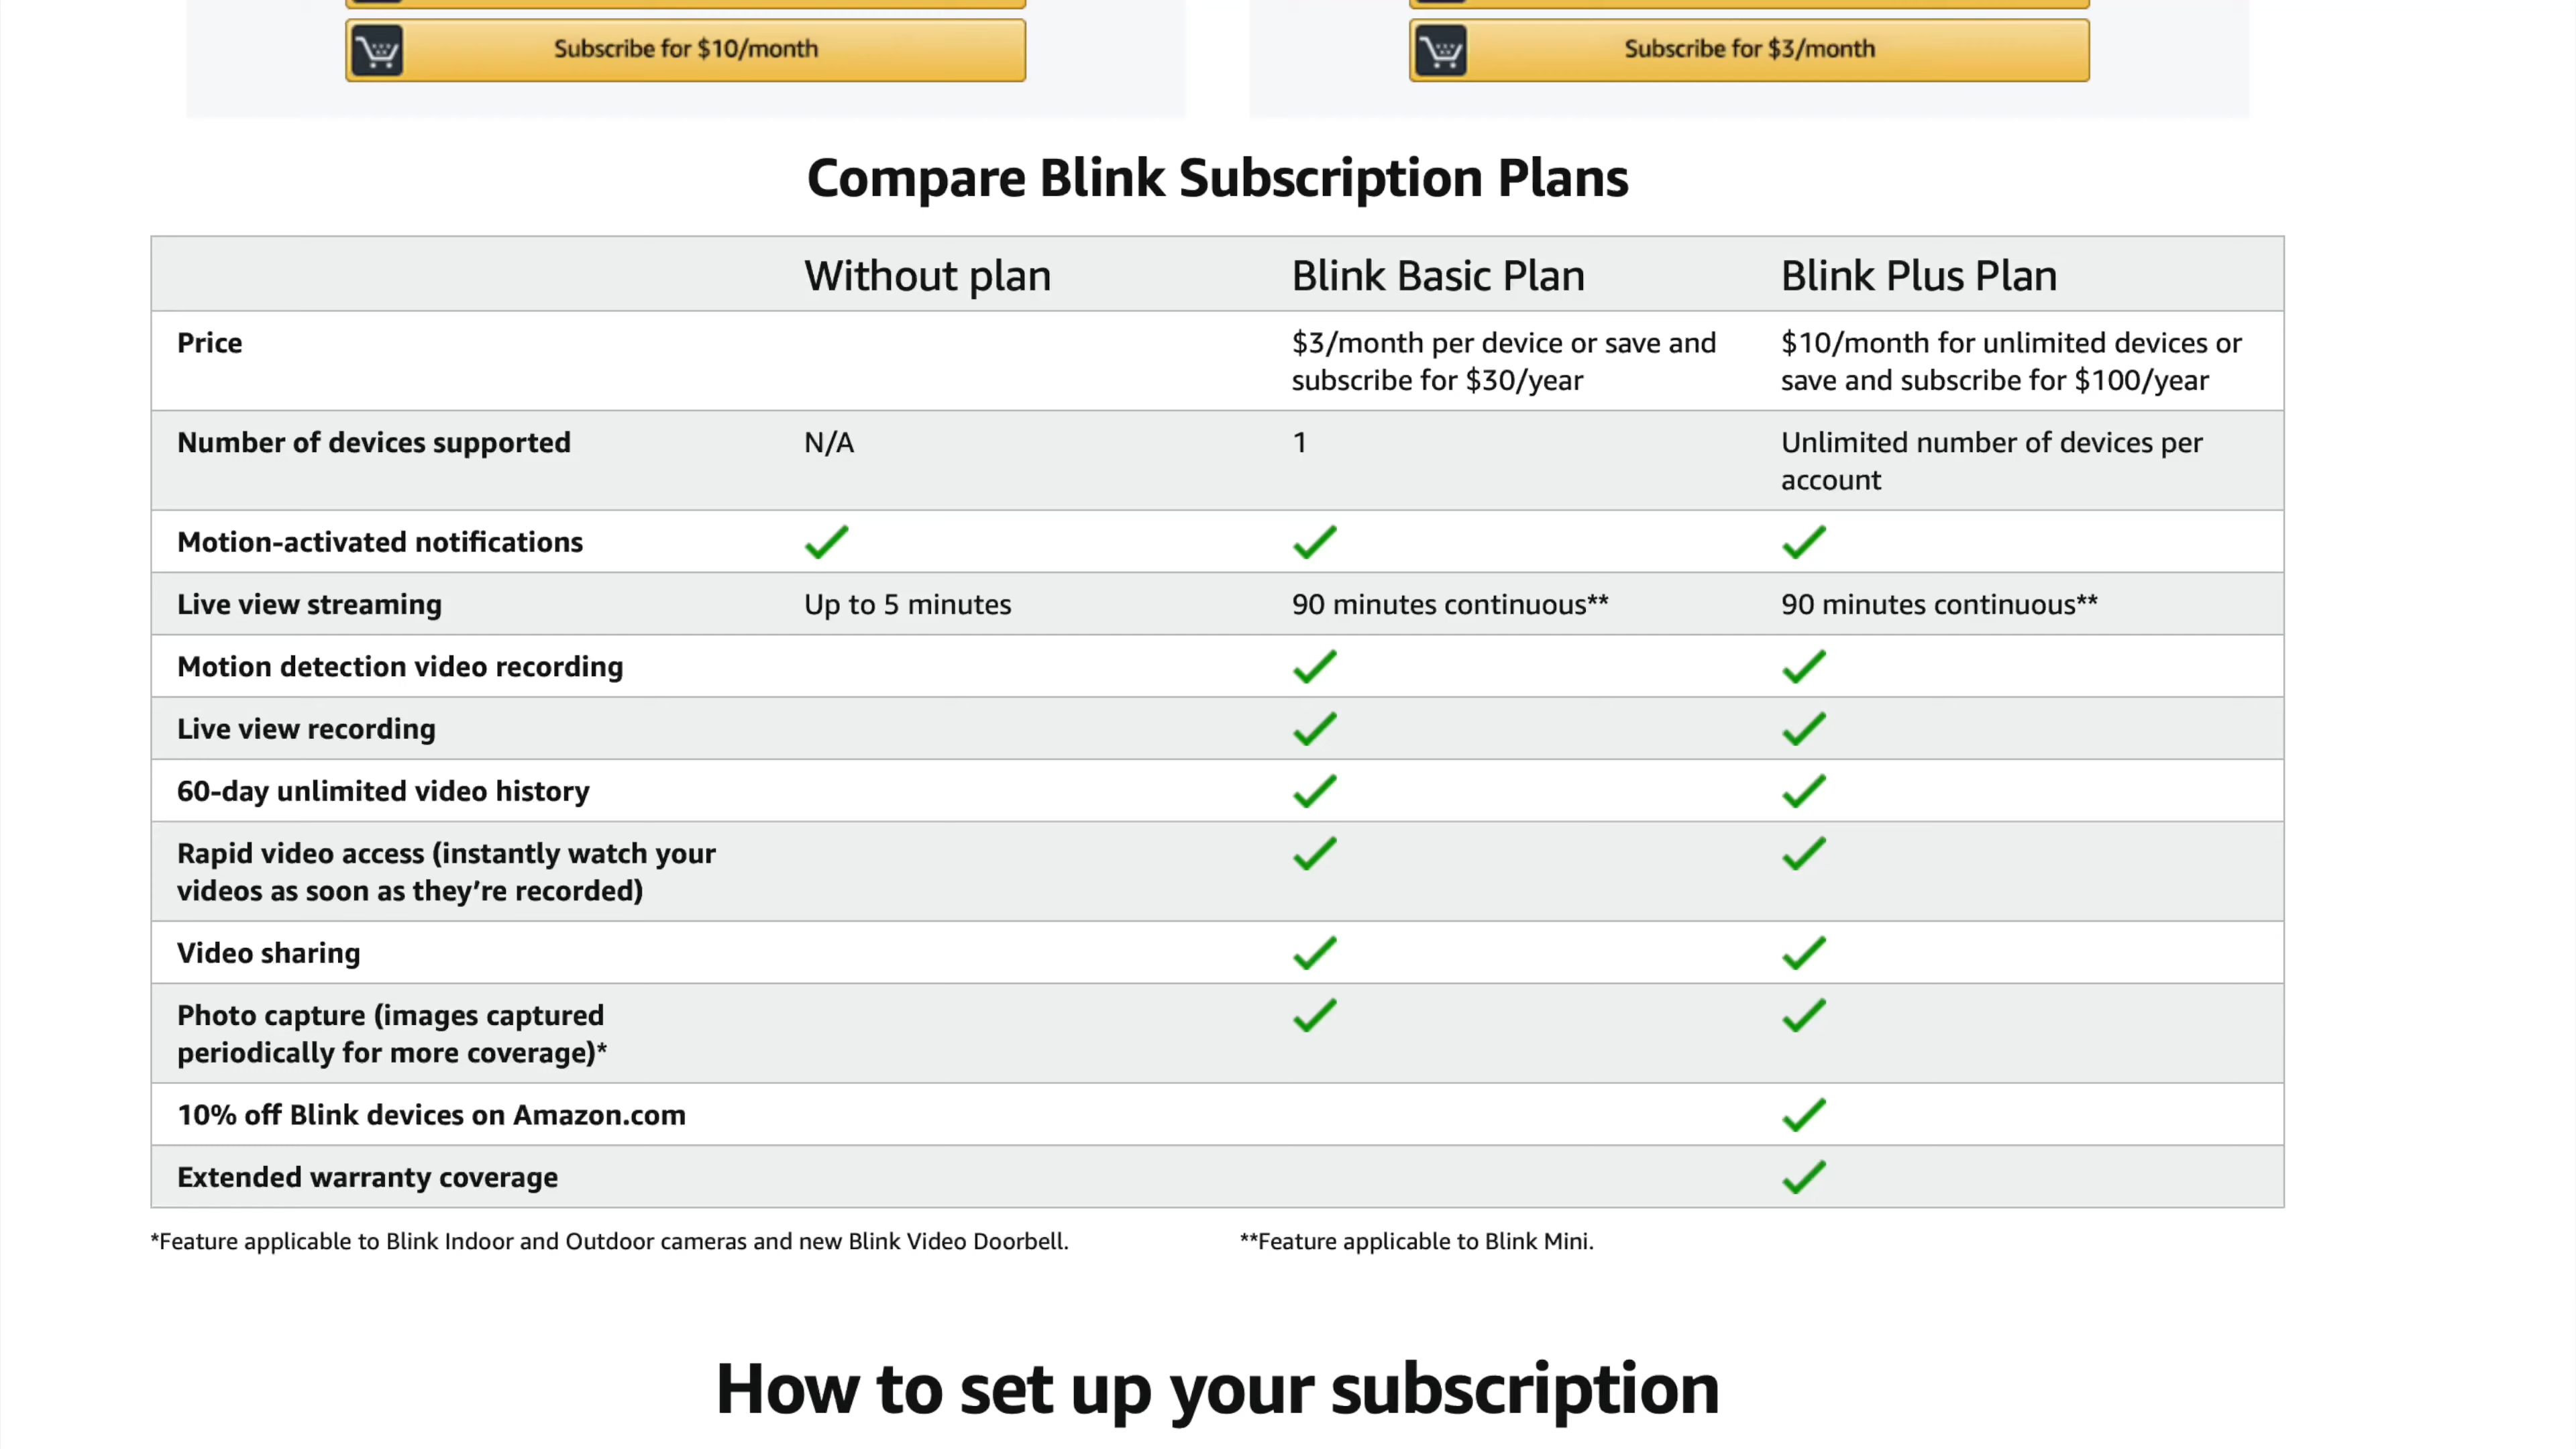 Subscribe for $10/month
Subscribe for $3/month
Compare Blink Subscription Plans
Without plan
Blink Basic Plan
Blink Plus Plan
Price
$3/month per device or save and
subscribe for $30/year
$10/month for unlimited devices or
save and subscribe for $100/year
Number of devices supported
N/A
1
Unlimited number of devices per
account
Motion-activated notifications
Live view streaming
Up to 5 minutes
90 minutes continuous**
90 minutes continuous**
Motion detection video recording
Live view recording
60-day unlimited video history
Rapid video access (instantly watch your
videos as soon as they’re recorded)
Video sharing
Photo capture (images captured
periodically for more coverage)*
10% off Blink devices on Amazon.com
Extended warranty coverage
*Feature applicable to Blink Indoor and Outdoor cameras and new Blink Video Doorbell.
**Feature applicable to Blink Mini.
How to set up your subscription